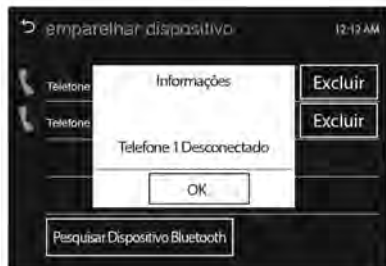 emparelhar dispositivo 12:12 AM
Telefone Excluir
Telefone Excluir
Informações
Telefone 1 Desconectado
OK
Pesquisar Dispositivo Bluetooth